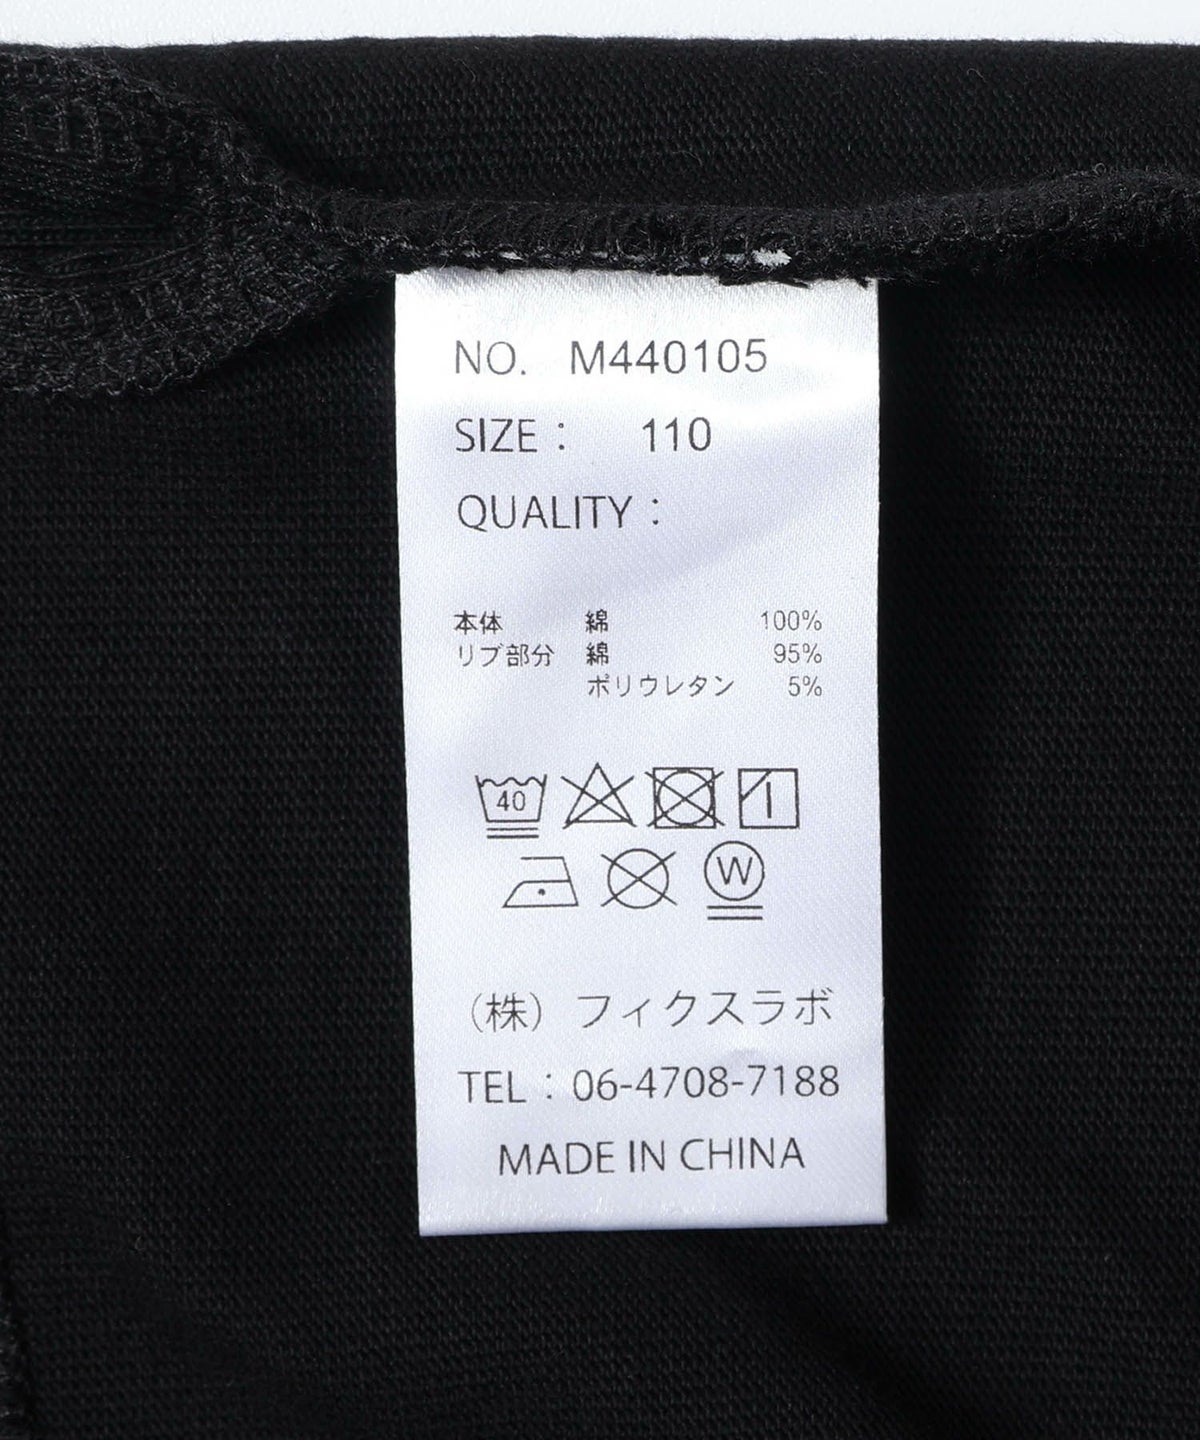 NO. M440105
SIZE： 110
QUALITY：
本体 綿 100%
リブ部分 綿 95%
ポリウレタン 5%
40
W
（株）フィクスラボ
TEL：06-4708-7188
MADE IN CHINA